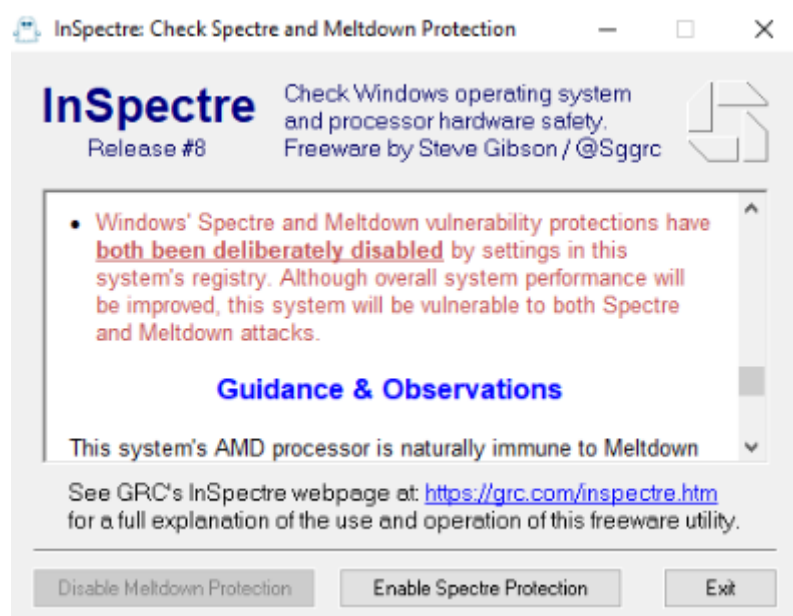 InSpectre: Check Spectre and Meltdown Protection
InSpectre
Release #8
Check Windows operating system
and processor hardware safety.
Freeware by Steve Gibson / @Sggrc
• Windows' Spectre and Meltdown vulnerability protections have
both been deliberately disabled by settings in this
system's registry. Although overall system performance will
be improved, this system will be vulnerable to both Spectre
and Meltdown attacks.
Guidance & Observations
This system's AMD processor is naturally immune to Meltdown
See GRC's InSpectre webpage at: https://grc.com/inspectre.htm
for a full explanation of the use and operation of this freeware utility.
Disable Meltdown Protection
Enable Spectre Protection
Exit